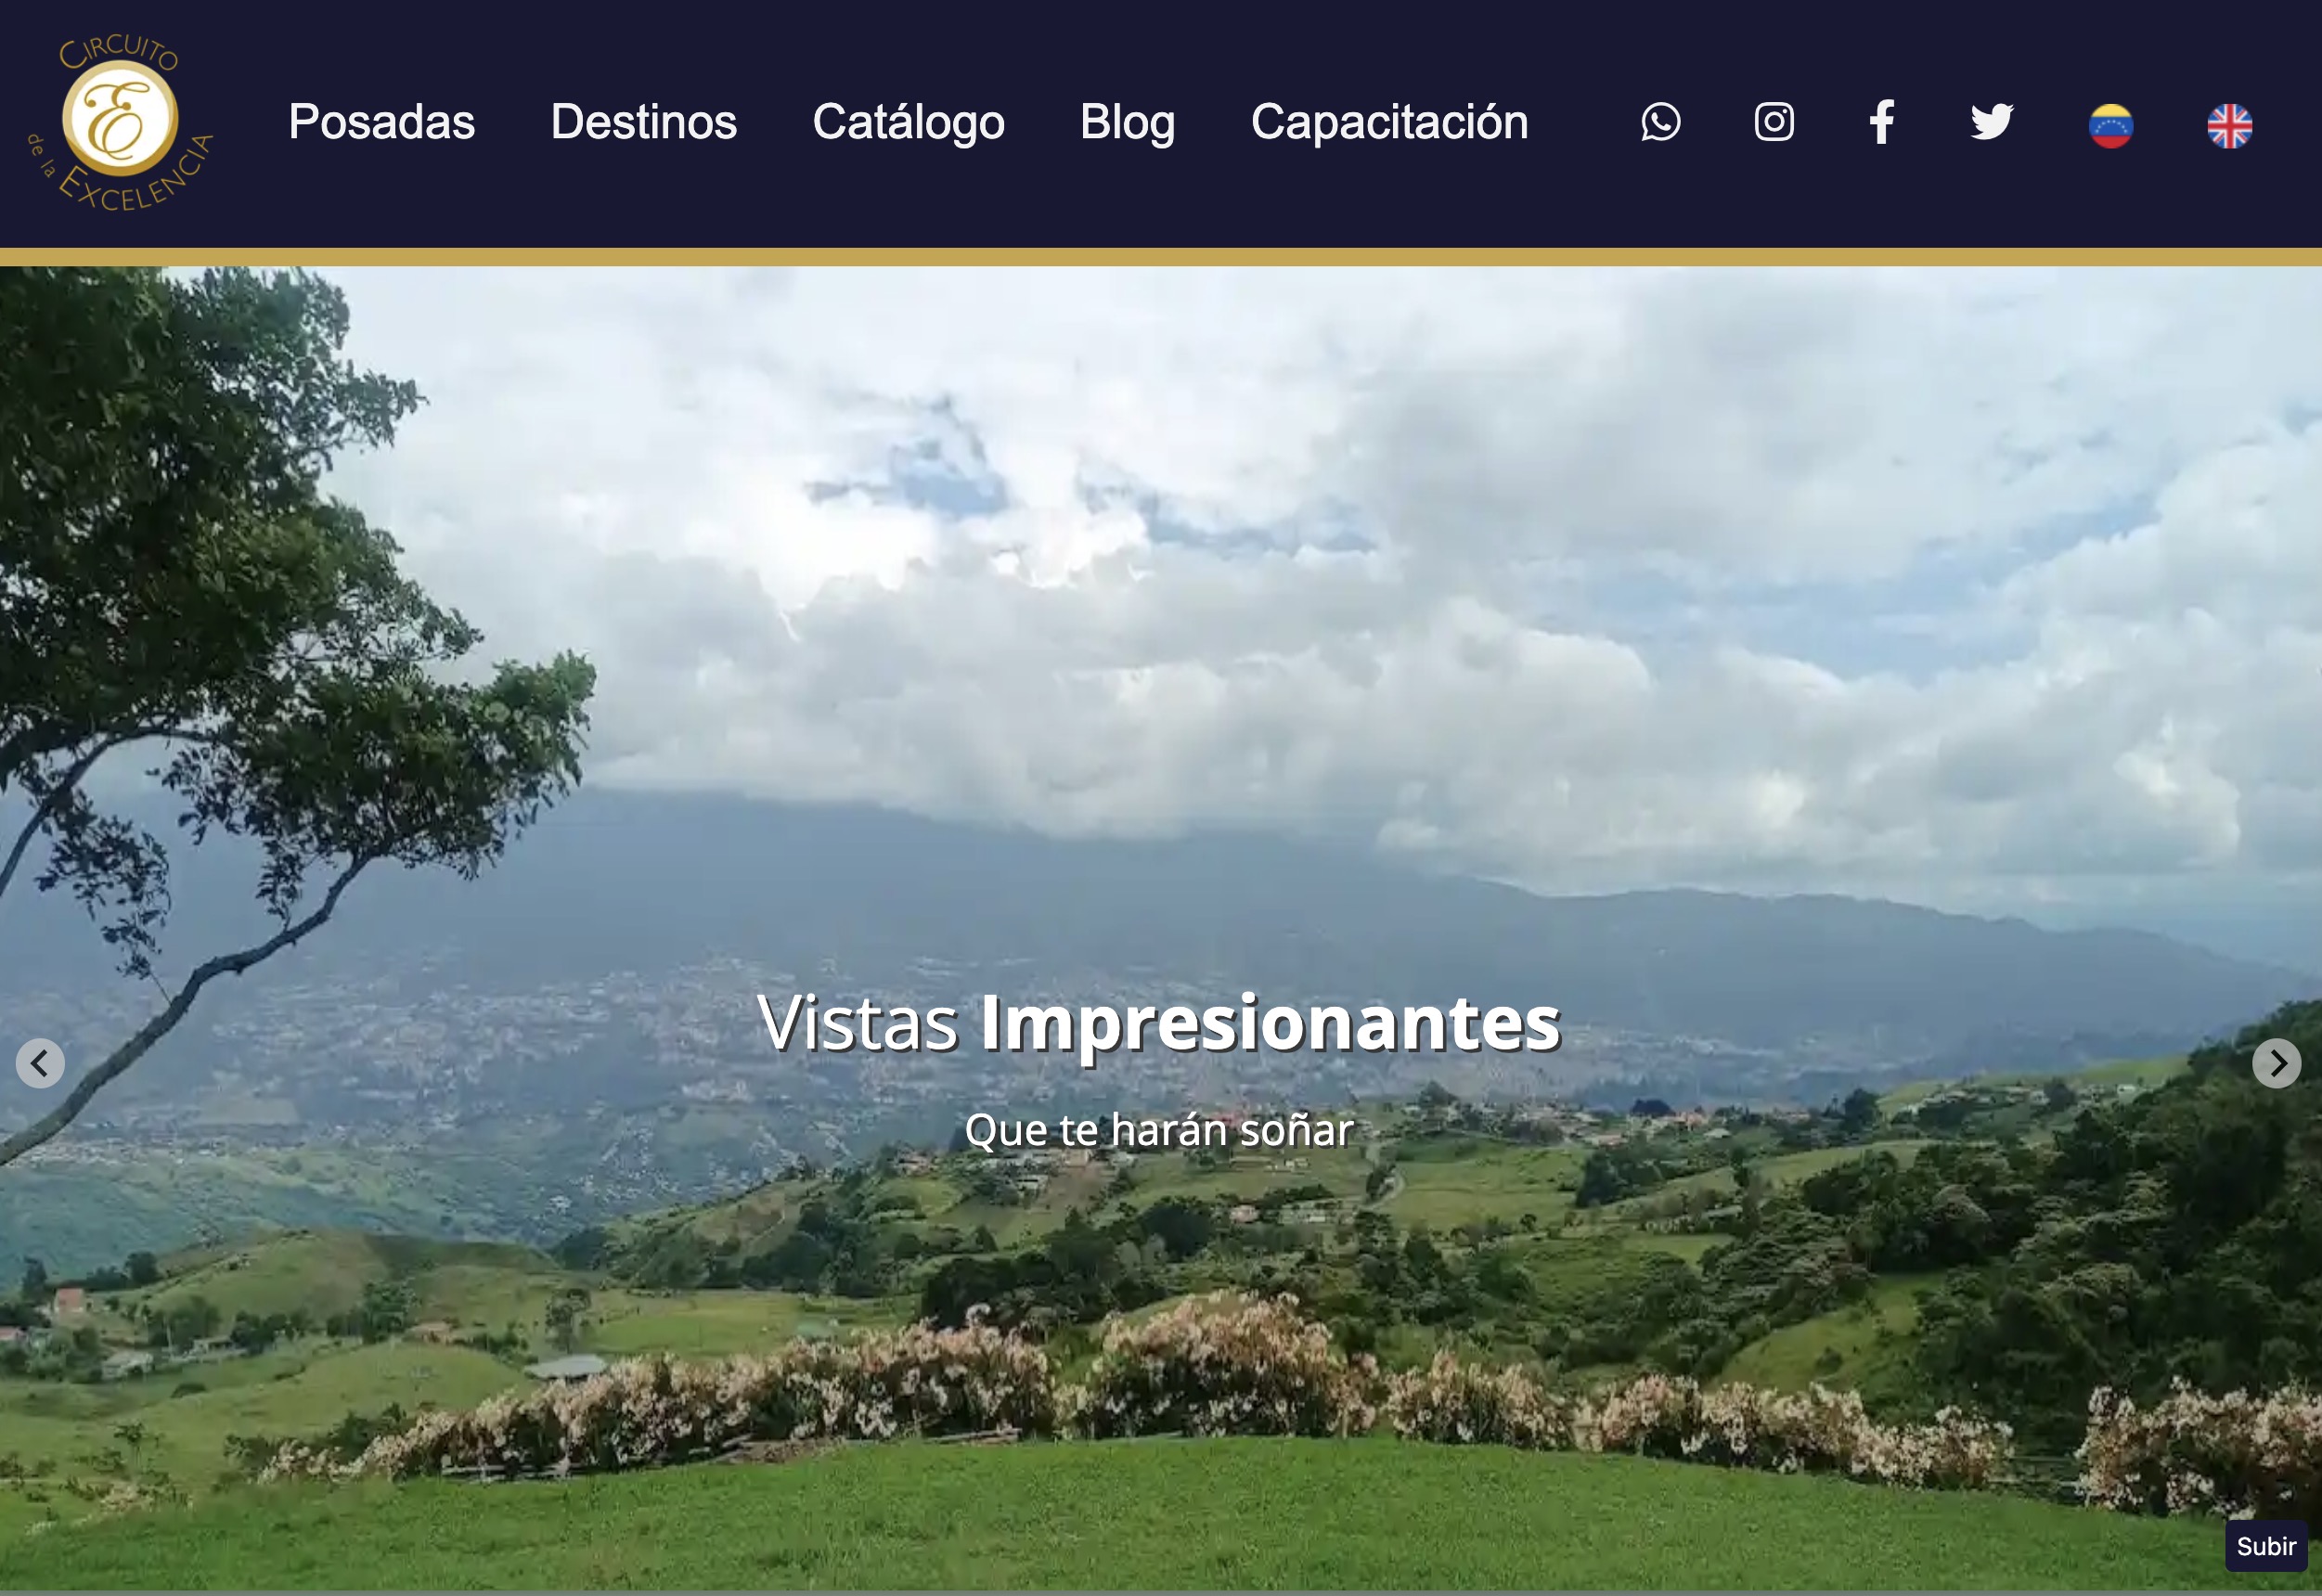 CIRCUITO
E
de la EXCELENCIA
Posadas Destinos Catálogo Blog Capacitación
Vistas Impresionantes
Que te harán soñar
Subir